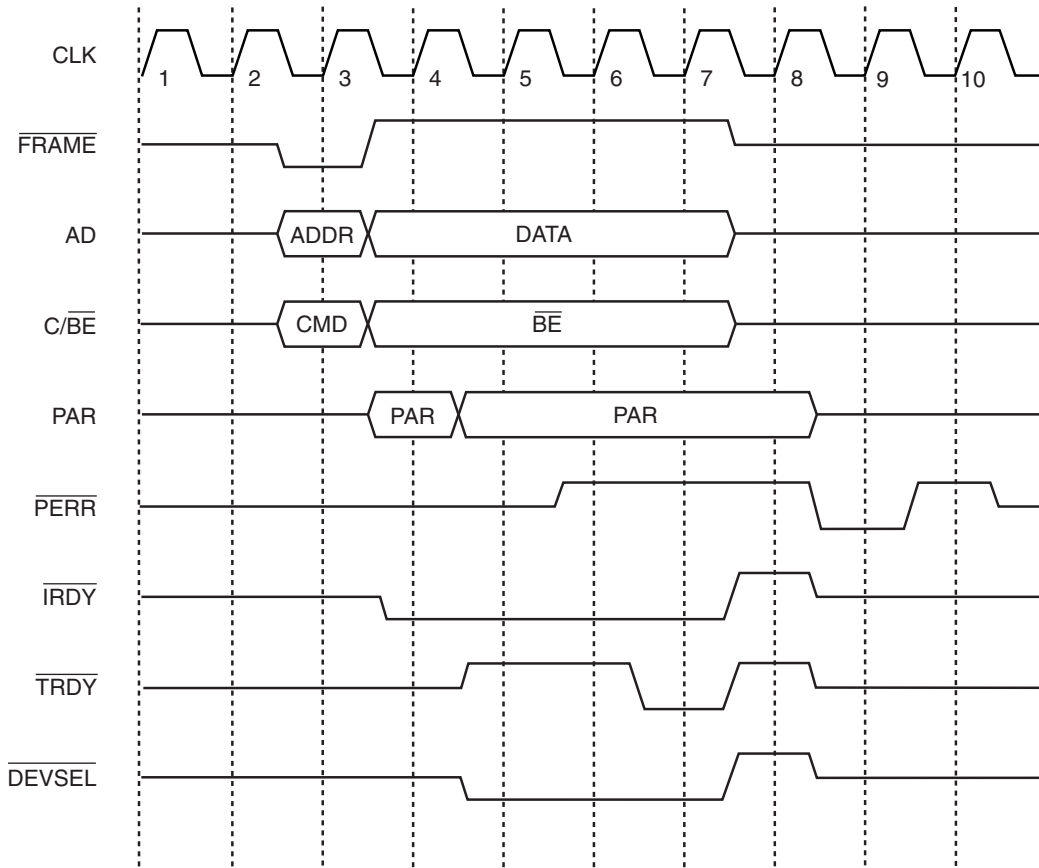 CLK
1 2 3 4 5 6 7 8 9 10
FRAME
AD ADDR DATA
C/BE CMD BE
PAR PAR PAR
PERR
IRDY
TRDY
DEVSEL